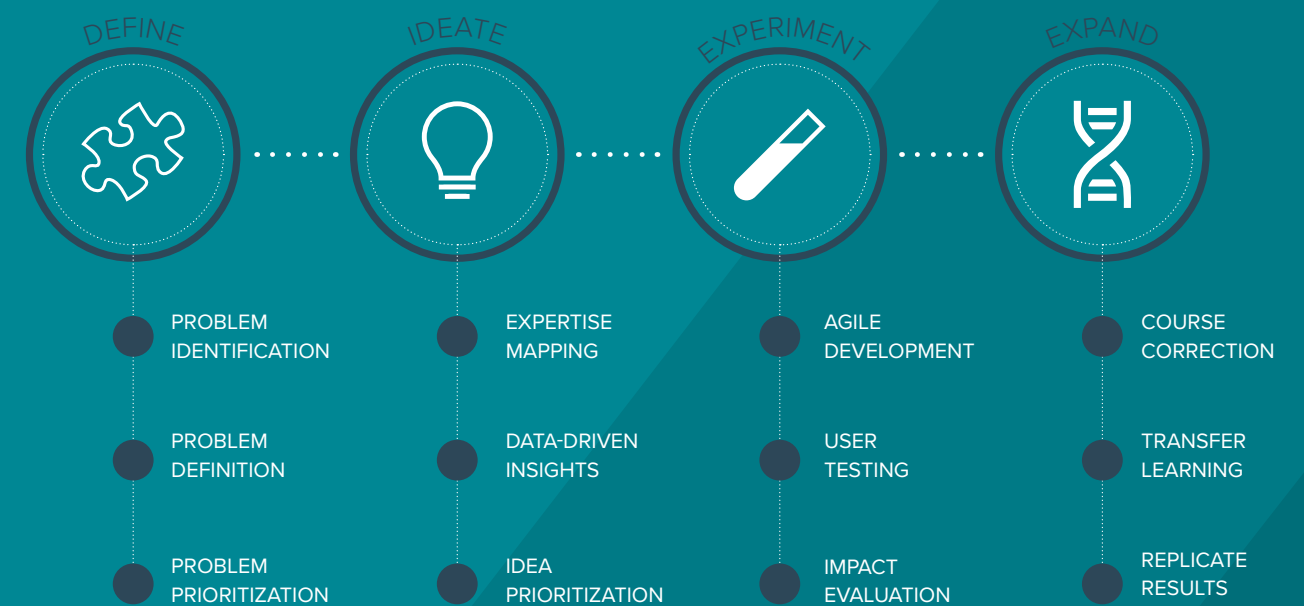 DEFINE
IDEATE
EXPERIMENT
EXPAND
PROBLEM
IDENTIFICATION
PROBLEM
DEFINITION
PROBLEM
PRIORITIZATION
EXPERTISE
MAPPING
DATA-DRIVEN
INSIGHTS
IDEA
PRIORITIZATION
AGILE
DEVELOPMENT
USER
TESTING
IMPACT
EVALUATION
COURSE
CORRECTION
TRANSFER
LEARNING
REPLICATE
RESULTS